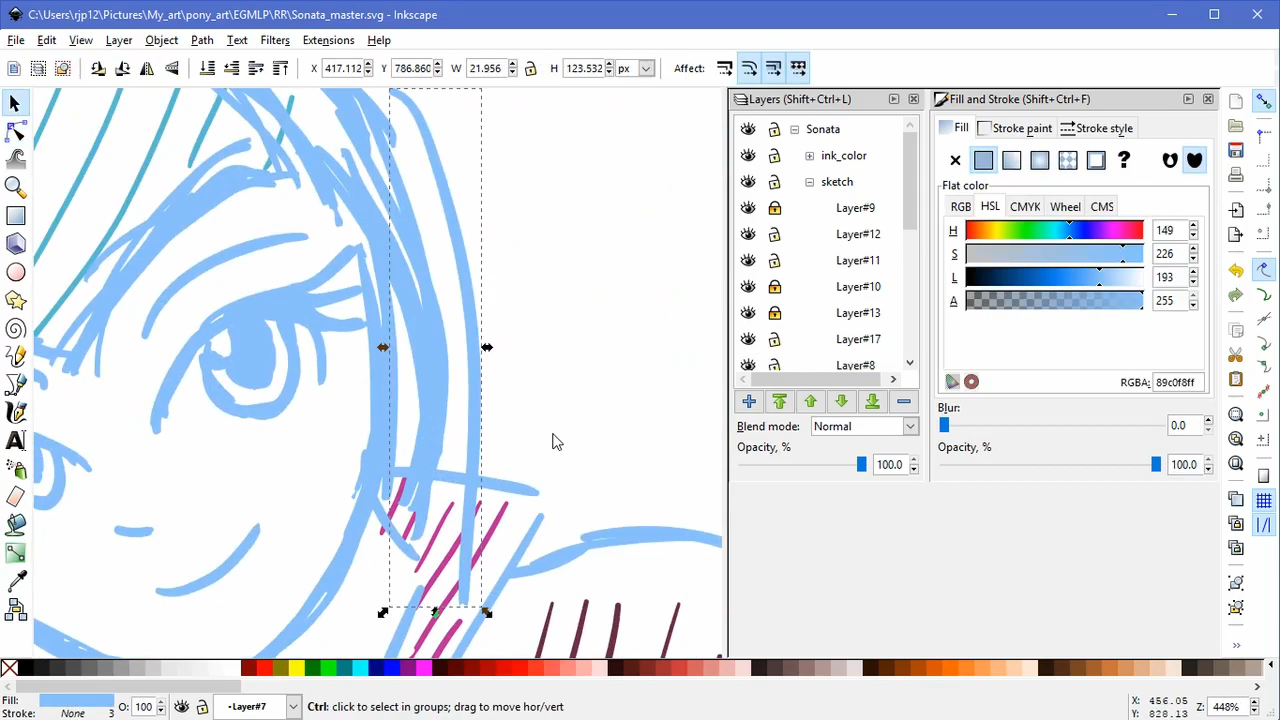 C:\Users\rjp12\Pictures\My_art\pony_art\EGMLP\RR\Sonata_master.svg - Inkscape
File Edit View Layer Object Path Text Filters Extensions Help
X 417.112 Y 786.860 W 21.956 H 123.532 px Affect:
Layers (Shift+Ctrl+L)
Sonata
ink_color
sketch
Layer#9
Layer#12
Layer#11
Layer#10
Layer#13
Layer#17
Layer#8
Blend mode: Normal
Opacity, %
100.0
Fill and Stroke (Shift+Ctrl+F)
Fill Stroke paint Stroke style
?
Flat color
RGB HSL CMYK Wheel CMS
H 149
S 226
L 193
A 255
RGBA: 89c0f8ff
Blur:
0.0
Opacity, %
100.0
Fill:
Stroke: None 3
O: 100
-Layer#7
Ctrl: click to select in groups; drag to move hor/vert
X: 456.05
Y: 828.13
Z: 448%